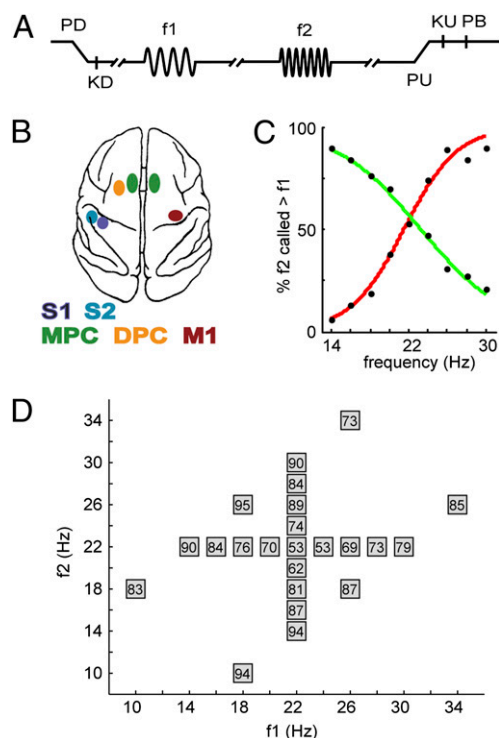 A
PD
f1
f2
KU PB
KD
PU
B
S1 S2
MPC DPC M1
C
% f2 called > f1
100
50
0
14
22
30
frequency (Hz)
D
f2 (Hz)
34
30
26
22
18
14
10
73
90
84
95
89
85
74
90 84 76 70 53 53 69 73 79
62
83
81
87
87
94
94
10 14 18 22 26 30 34
f1 (Hz)